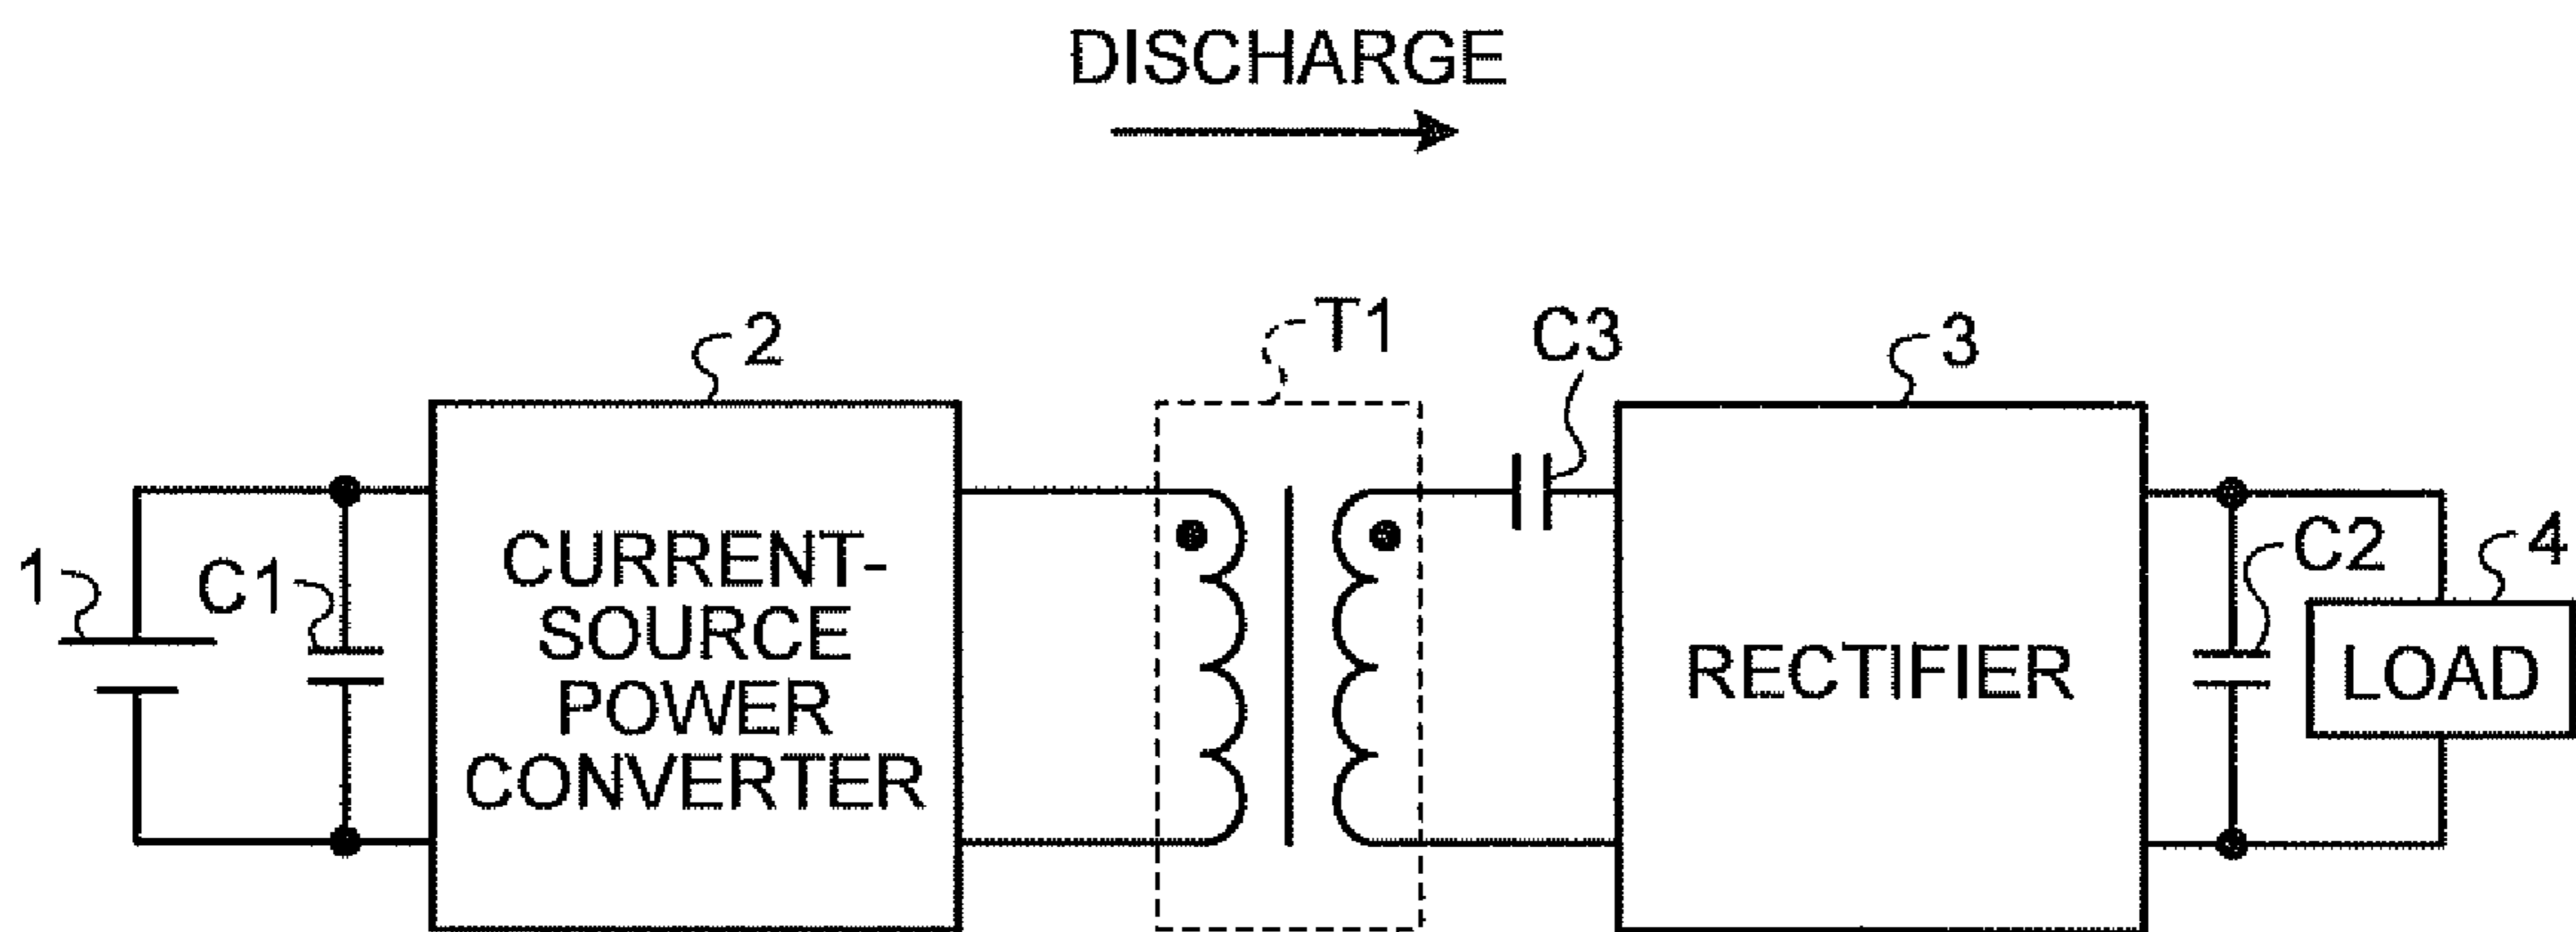 DISCHARGE
2
T1
C3
3
1
C1
CURRENT-
SOURCE
POWER
CONVERTER
RECTIFIER
C2
4
LOAD